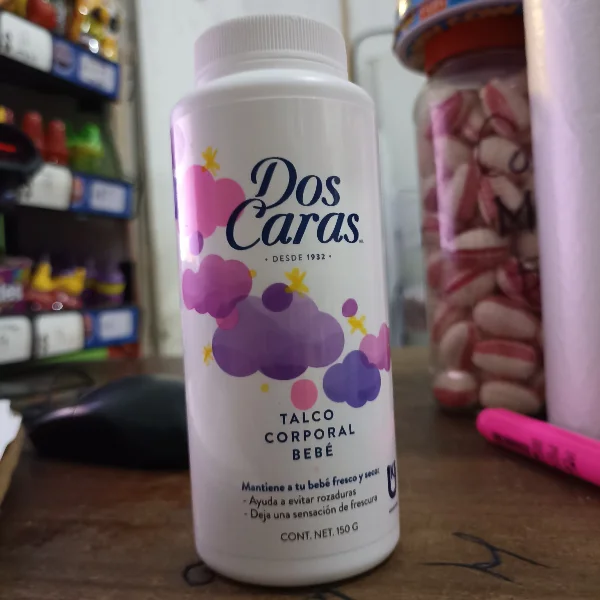 Dos
Caras
• DESDE 1932 •
TALCO
CORPORAL
BEBÉ
Mantiene a tu bebé fresco y seco:
- Ayuda a evitar rozaduras
- Deja una sensación de frescura
CONT. NET. 150 G